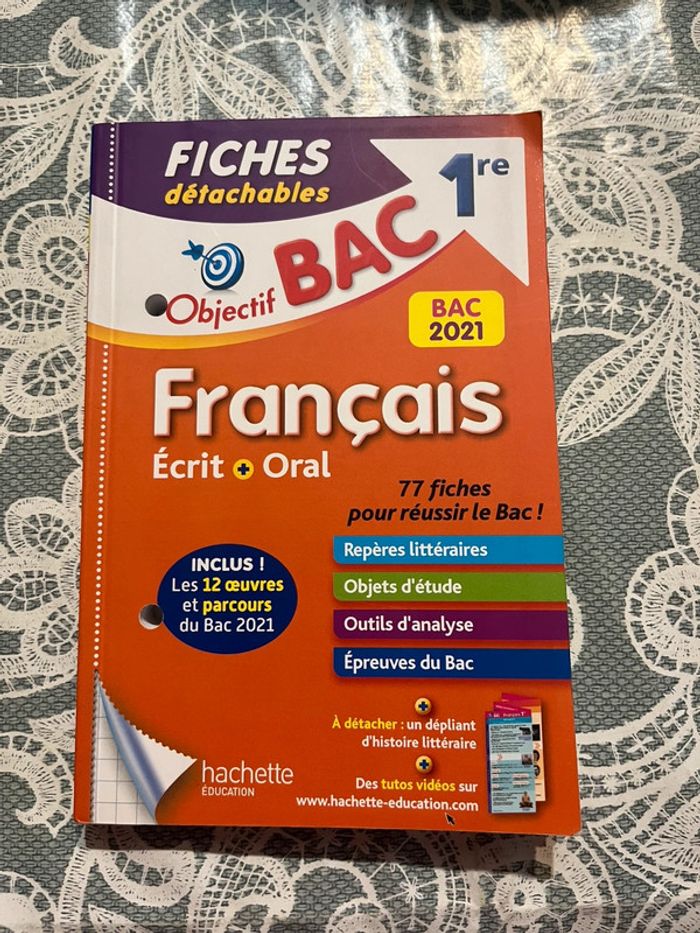 FICHES
détachables
1re
Objectif BAC
BAC
2021
Français
Écrit + Oral
77 fiches
pour réussir le Bac !
INCLUS !
Les 12 œuvres
et parcours
du Bac 2021
Repères littéraires
Objets d'étude
Outils d'analyse
Épreuves du Bac
+
À détacher : un dépliant
d'histoire littéraire
+
Des tutos vidéos sur
www.hachette-education.com
hachette
ÉDUCATION